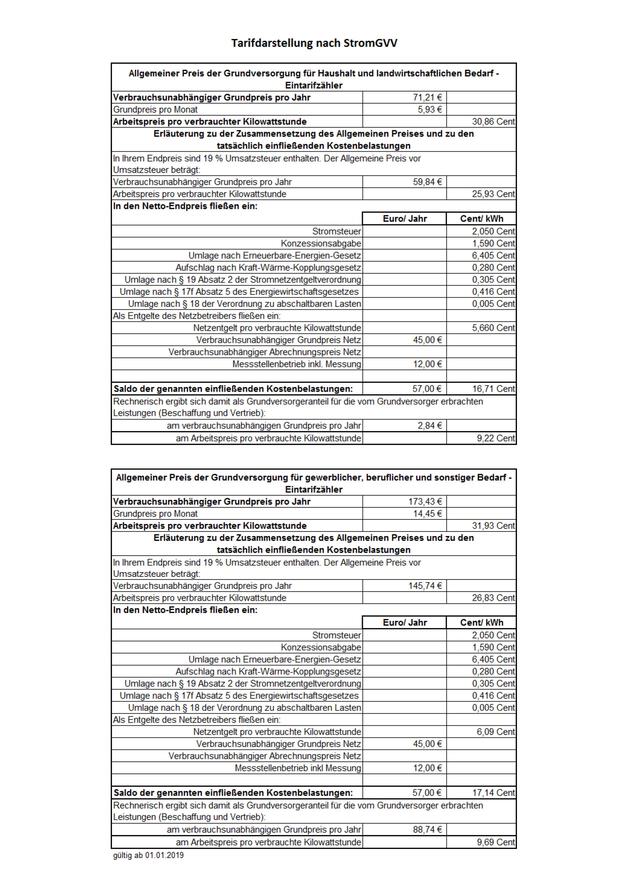 Tarifdarstellung nach StromGVV
Allgemeiner Preis der Grundversorgung für Haushalt und landwirtschaftlichen Bedarf -
Eintarifzähler
Verbrauchsunabhängiger Grundpreis pro Jahr 71,21 €
Grundpreis pro Monat 5,93 €
Arbeitspreis pro verbrauchter Kilowattstunde 30,86 Cent
Erläuterung zu der Zusammensetzung des Allgemeinen Preises und zu den
tatsächlich einfließenden Kostenbelastungen
In Ihrem Endpreis sind 19 % Umsatzsteuer enthalten. Der Allgemeine Preis vor
Umsatzsteuer beträgt:
Verbrauchsunabhängiger Grundpreis pro Jahr 59,84 €
Arbeitspreis pro verbrauchter Kilowattstunde 25,93 Cent
In den Netto-Endpreis fließen ein:
Euro/ Jahr Cent/ kWh
Stromsteuer 2,050 Cent
Konzessionsabgabe 1,590 Cent
Umlage nach Erneuerbare-Energien-Gesetz 6,405 Cent
Aufschlag nach Kraft-Wärme-Kopplungsgesetz 0,280 Cent
Umlage nach § 19 Absatz 2 der Stromnetzentgeltverordnung 0,305 Cent
Umlage nach § 17f Absatz 5 des Energiewirtschaftsgesetzes 0,416 Cent
Umlage nach § 18 der Verordnung zu abschaltbaren Lasten 0,005 Cent
Als Entgelte des Netzbetreibers fließen ein:
Netzentgelt pro verbrauchte Kilowattstunde 5,660 Cent
Verbrauchsunabhängiger Grundpreis Netz 45,00 €
Verbrauchsunabhängiger Abrechnungspreis Netz
Messstellenbetrieb inkl. Messung 12,00 €
Saldo der genannten einfließenden Kostenbelastungen: 57,00 € 16,71 Cent
Rechnerisch ergibt sich damit als Grundversorgeranteil für die vom Grundversorger erbrachten
Leistungen (Beschaffung und Vertrieb):
am verbrauchsunabhängigen Grundpreis pro Jahr 2,84 €
am Arbeitspreis pro verbrauchte Kilowattstunde 9,22 Cent
Allgemeiner Preis der Grundversorgung für gewerblicher, beruflicher und sonstiger Bedarf -
Eintarifzähler
Verbrauchsunabhängiger Grundpreis pro Jahr 173,43 €
Grundpreis pro Monat 14,45 €
Arbeitspreis pro verbrauchter Kilowattstunde 31,93 Cent
Erläuterung zu der Zusammensetzung des Allgemeinen Preises und zu den
tatsächlich einfließenden Kostenbelastungen
In Ihrem Endpreis sind 19 % Umsatzsteuer enthalten. Der Allgemeine Preis vor
Umsatzsteuer beträgt:
Verbrauchsunabhängiger Grundpreis pro Jahr 145,74 €
Arbeitspreis pro verbrauchter Kilowattstunde 26,83 Cent
In den Netto-Endpreis fließen ein:
Euro/ Jahr Cent/ kWh
Stromsteuer 2,050 Cent
Konzessionsabgabe 1,590 Cent
Umlage nach Erneuerbare-Energien-Gesetz 6,405 Cent
Aufschlag nach Kraft-Wärme-Kopplungsgesetz 0,280 Cent
Umlage nach § 19 Absatz 2 der Stromnetzentgeltverordnung 0,305 Cent
Umlage nach § 17f Absatz 5 des Energiewirtschaftsgesetzes 0,416 Cent
Umlage nach § 18 der Verordnung zu abschaltbaren Lasten 0,005 Cent
Als Entgelte des Netzbetreibers fließen ein:
Netzentgelt pro verbrauchte Kilowattstunde 6,09 Cent
Verbrauchsunabhängiger Grundpreis Netz 45,00 €
Verbrauchsunabhängiger Abrechnungspreis Netz
Messstellenbetrieb inkl Messung 12,00 €
Saldo der genannten einfließenden Kostenbelastungen: 57,00 € 17,14 Cent
Rechnerisch ergibt sich damit als Grundversorgeranteil für die vom Grundversorger erbrachten
Leistungen (Beschaffung und Vertrieb):
am verbrauchsunabhängigen Grundpreis pro Jahr 88,74 €
am Arbeitspreis pro verbrauchte Kilowattstunde 9,69 Cent
gültig ab 01.01.2019